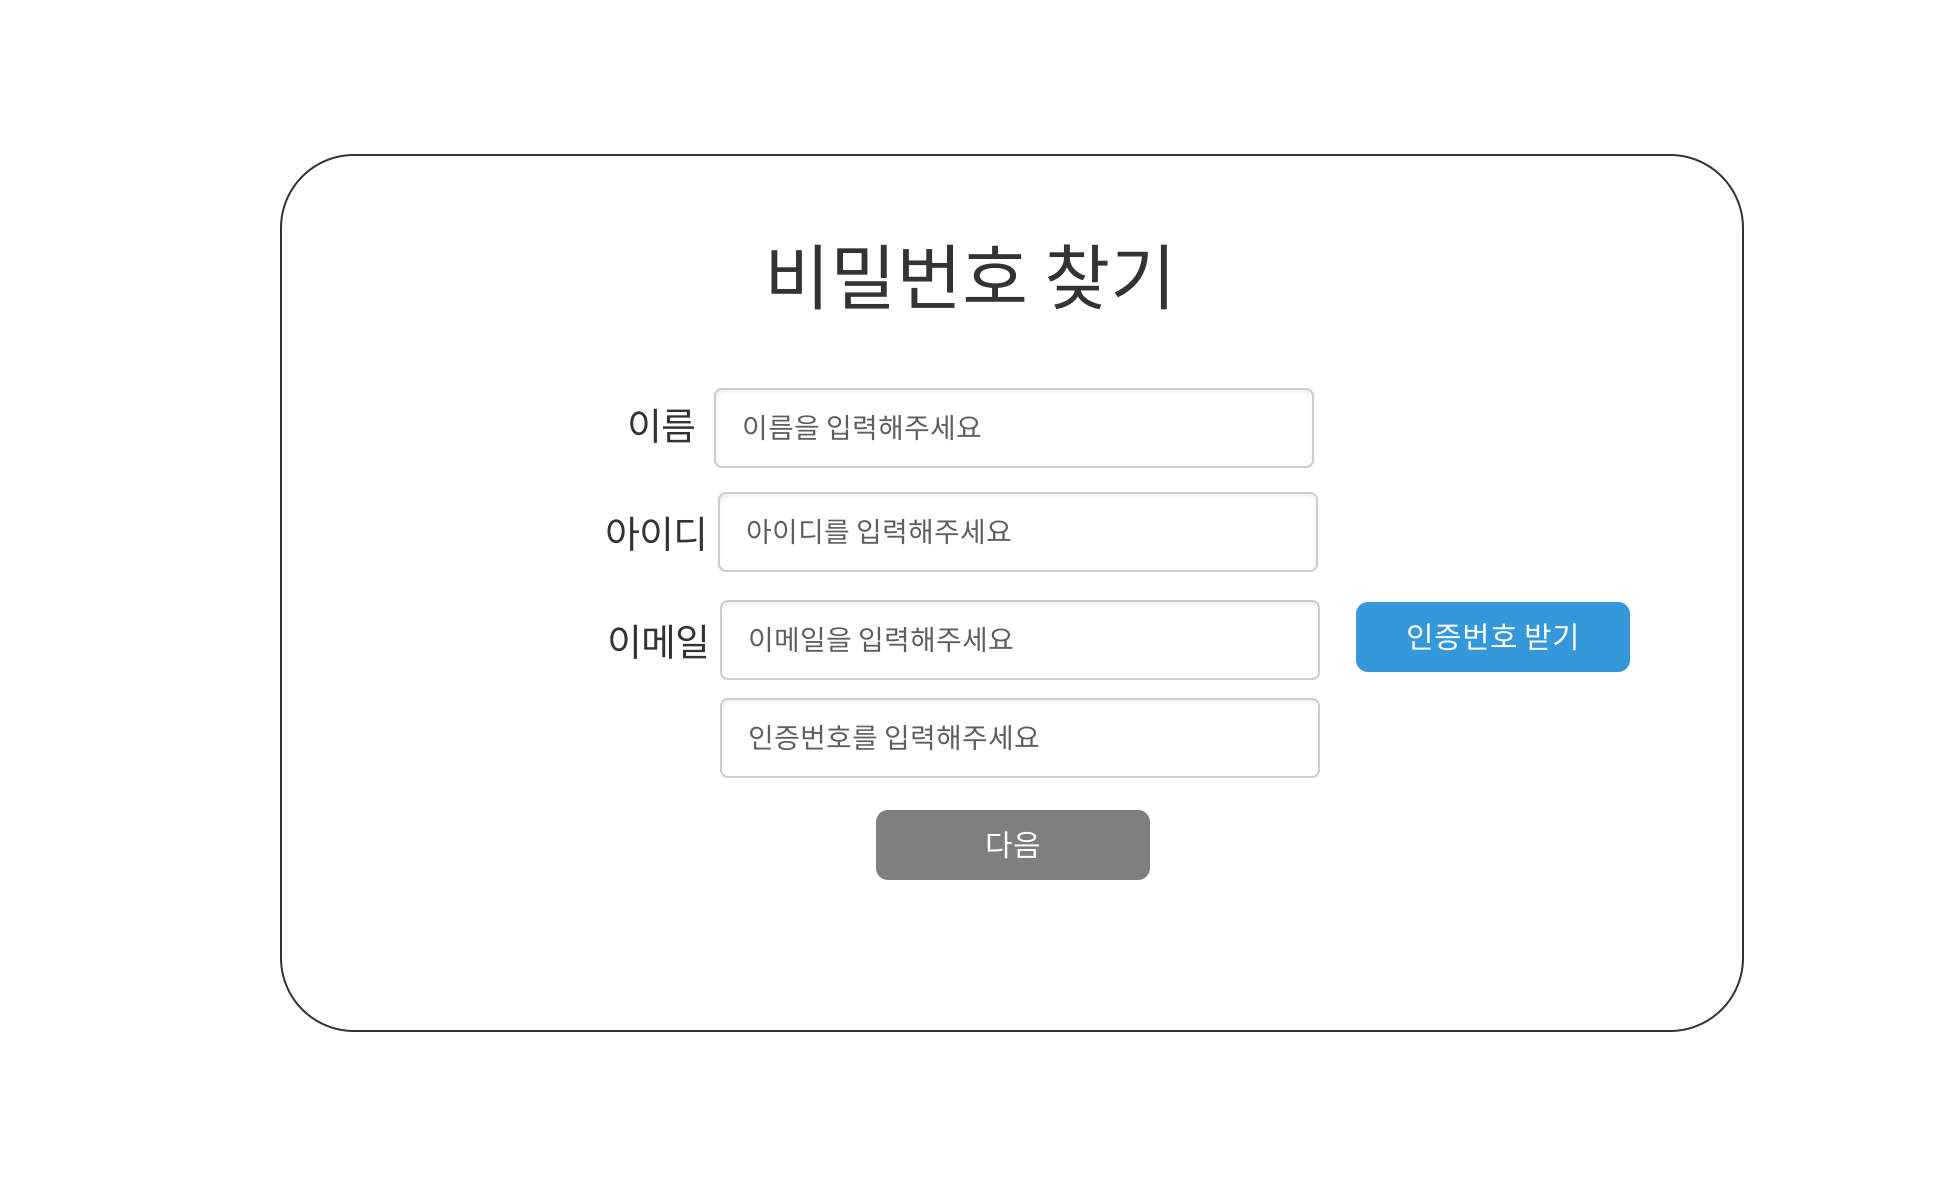 비밀번호 찾기
이름
이름을 입력해주세요
아이디
아이디를 입력해주세요
이메일
이메일을 입력해주세요
인증번호 받기
인증번호를 입력해주세요
다음